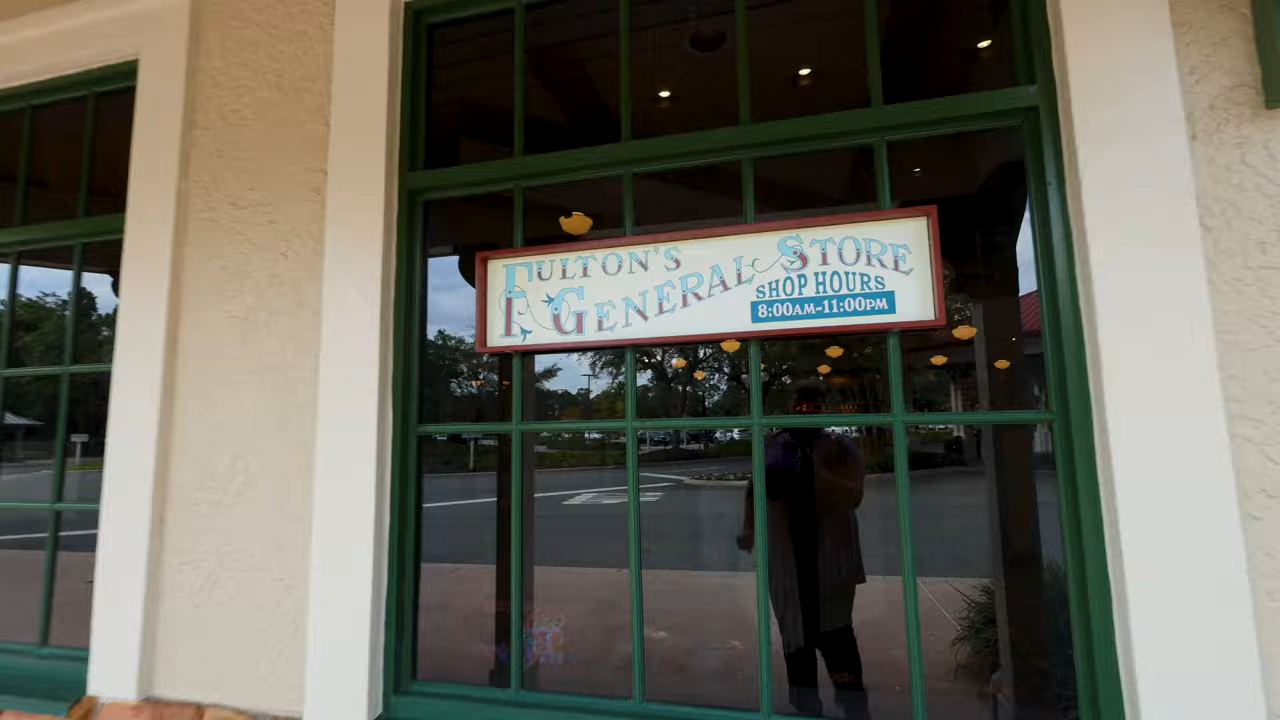 FULTON'S
GENERAL STORE
SHOP HOURS
8:00AM-11:00PM